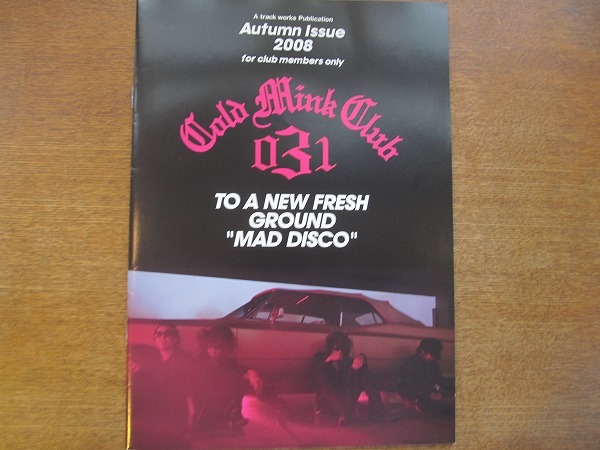 A track works Publication
Autumn Issue
2008
for club members only
Cold Mink Club
031
TO A NEW FRESH
GROUND
"MAD DISCO"